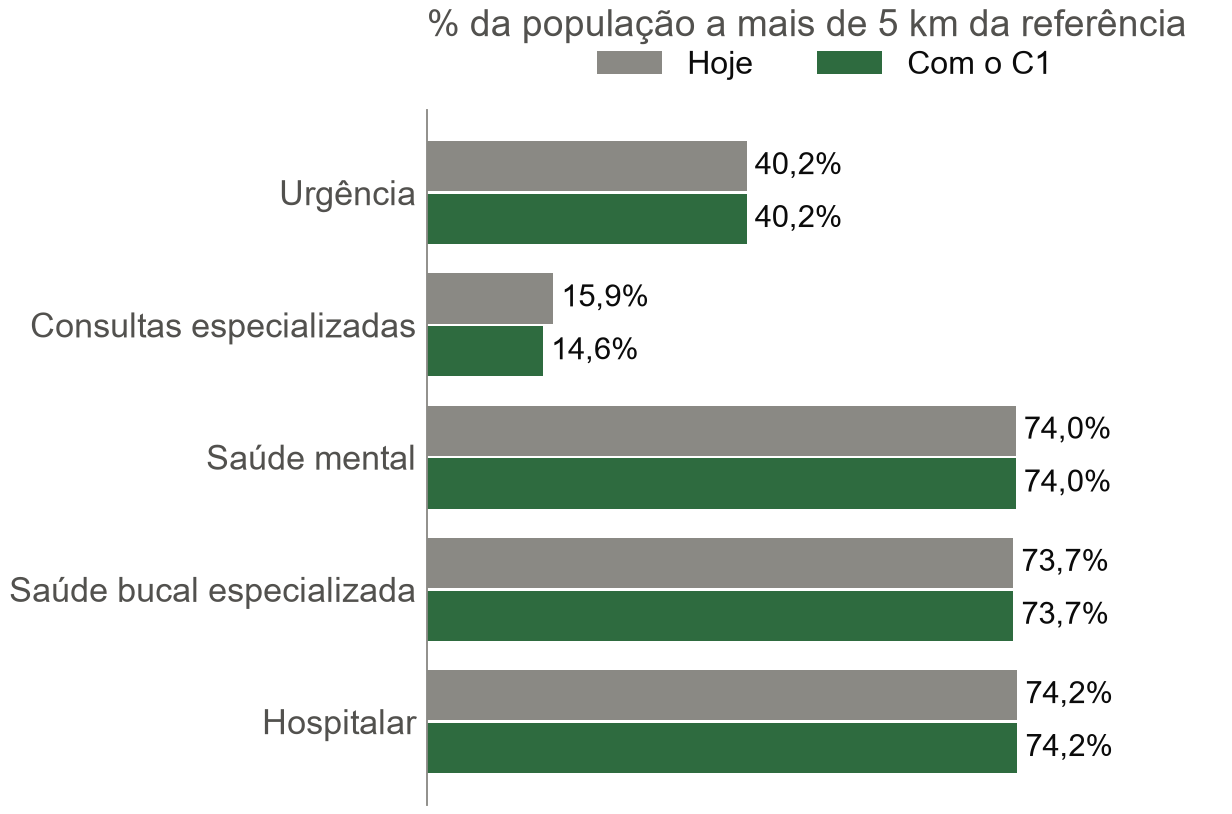 % da população a mais de 5 km da referência
Hoje
Com o C1
Urgência
40,2%
40,2%
Consultas especializadas
15,9%
14,6%
Saúde mental
74,0%
74,0%
Saúde bucal especializada
73,7%
73,7%
Hospitalar
74,2%
74,2%